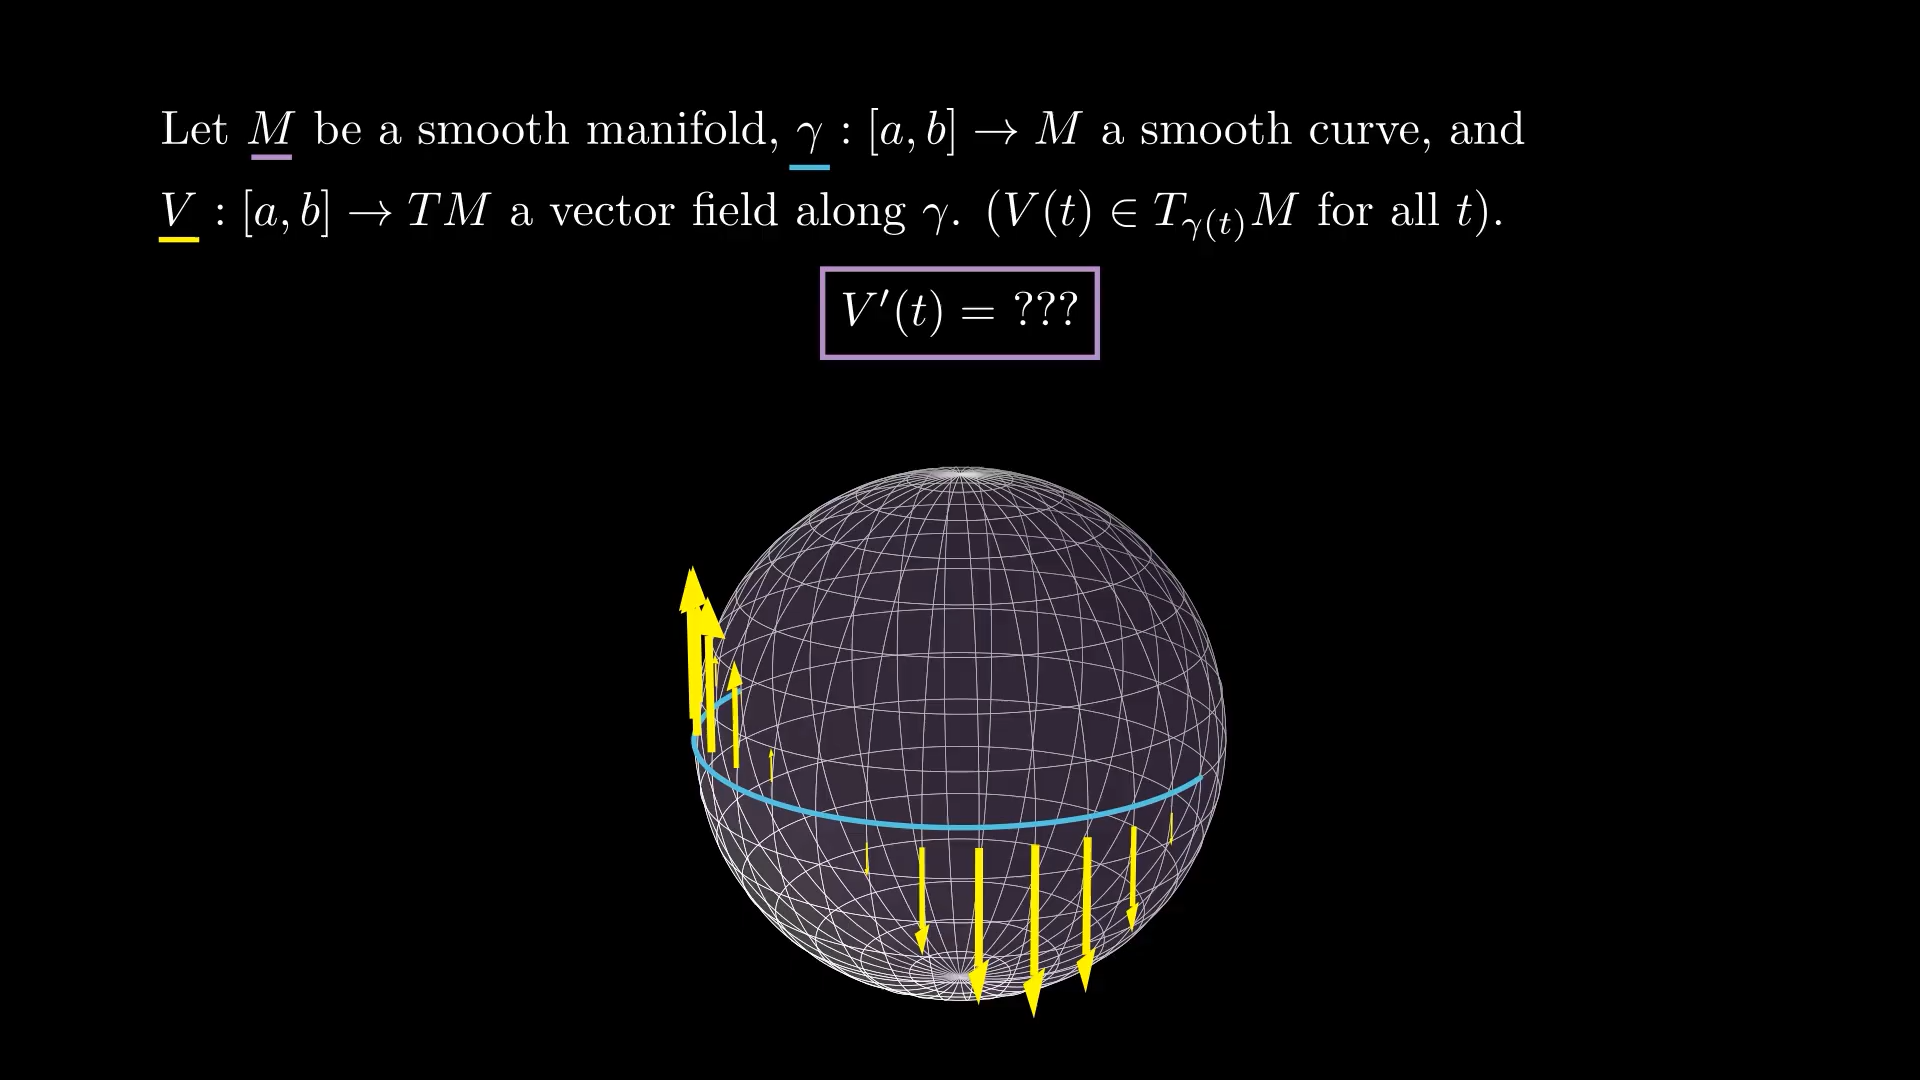 Let M be a smooth manifold, γ : [a, b] → M a smooth curve, and
V : [a, b] → TM a vector field along γ. (V(t) ∈ T_{γ(t)}M for all t).
V′(t) = ???